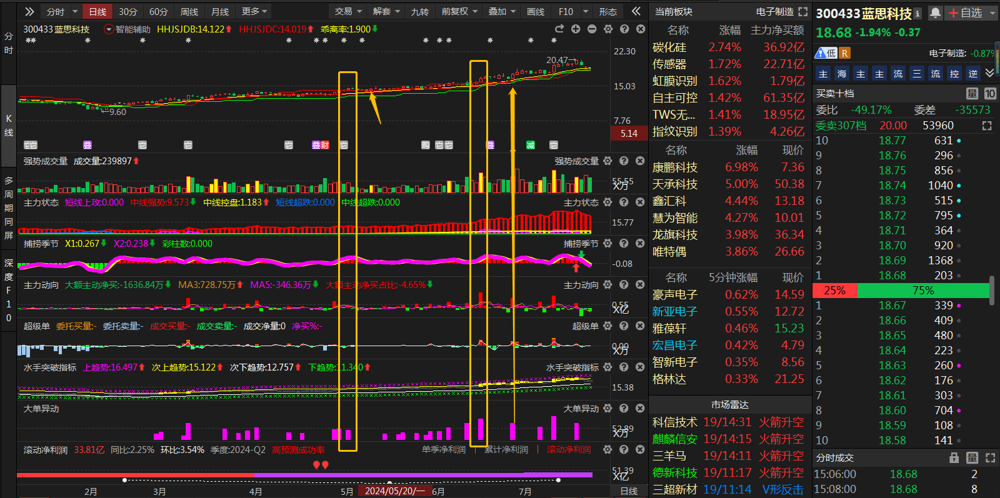 分时 日线 30分 60分 周线 月线 更多 交易 解套 九转 前复权 叠加 画线 F10 形态
300433蓝思科技 智能辅助 HHJSJDB:14.122 HHJSJDC:14.019 乖离率:1.900
22.30
20.47
15.03
9.60
7.76
5.14
它 叠 它 它 它 叠 财 它 购 它 它 叠 减 它
强势成交量 成交量:239897 强势成交量
55.55
X万
主力状态 短线上攻:0.000 中线强势:9.573 中线控盘:1.183 短线超跌:0.000 中线超跌:0.000 主力状态
15.77
捕捞季节 X1:0.267 X2:0.238 彩柱数:0.000 捕捞季节
-0.08
主力动向 大额主动净买:-1636.84万 MA3:728.75万 MA5:-346.36万 大额主动净买占比:-4.65% 主力动向
0.55
X亿
超级单 委托买量:- 委托卖量:- 成交买量:- 成交卖量:- 成交净量:0 净买%:- 超级单
0.00
X万
水手突破指标 上趋势:16.497 次上趋势:15.122 次下趋势:12.757 下趋势:11.340 水手突破指标
15.38
大单异动 大单异动
52.89
X万
滚动净利润 33.81亿 同比:2.25% 环比:3.54% 季度:2024-Q2 高预测成功率 单季净利润 累计净利润 滚动净利润
51.39
X亿
2月 3月 4月 5月 2024/05/20/一 6月 7月 日线
分时
K线
多周期同屏
深度F10
当前板块 电子制造
名称 涨幅 主力净买额
碳化硅 2.74% 36.92亿
传感器 1.72% 22.71亿
虹膜识别 1.62% 1.79亿
自主可控 1.42% 61.35亿
TWS无... 1.41% 18.95亿
指纹识别 1.39% 4.26亿
名称 涨幅 现价
康鹏科技 6.98% 7.36
天承科技 5.00% 50.38
鑫汇科 4.44% 13.18
慧为智能 4.27% 10.01
龙旗科技 3.98% 36.34
唯特偶 3.86% 26.66
名称 5分钟涨幅 现价
豪声电子 0.62% 14.59
新亚电子 0.55% 12.72
雅葆轩 0.46% 15.23
宏昌电子 0.42% 4.79
智新电子 0.35% 8.56
格林达 0.33% 21.25
市场雷达
科信技术 19/14:31 火箭升空
麒麟信安 19/14:15 火箭升空
三羊马 19/14:11 火箭升空
德新科技 19/11:17 火箭升空
三超新材 19/11:14 V形反击
300433蓝思科技 自选
18.68 -1.94% -0.37
低 R 电子制造: -0.87%
主 海 主 主 流 三 流 控 逆
买卖十档 量 10
委比 -49.17% 委差 -35573
委卖307档 20.00 53960
10 18.77 631
9 18.76 296
8 18.75 856
7 18.74 1040
6 18.73 515
5 18.72 795
4 18.71 364
3 18.70 920
2 18.69 1368
1 18.68 203
25% 75%
1 18.67 339
2 18.66 409
3 18.65 480
4 18.64 223
5 18.63 260
6 18.62 176
7 18.61 303
8 18.60 704
9 18.59 108
10 18.58 141
分时成交 量
15:06:00 18.68 2
15:08:00 18.68 8